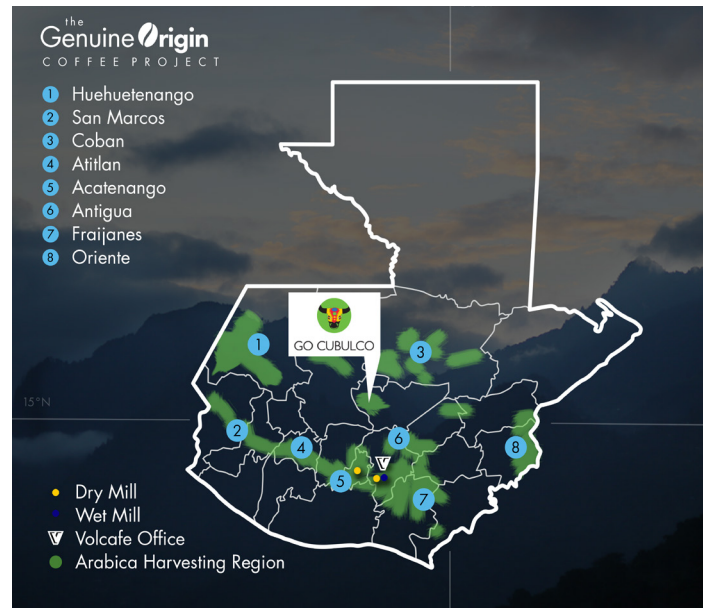 the
Genuine Origin
COFFEE PROJECT
1 Huehuetenango
2 San Marcos
3 Coban
4 Atitlan
5 Acatenango
6 Antigua
7 Fraijanes
8 Oriente
GO CUBULCO
1
3
15°N
2
6
4
8
V
5
7
Dry Mill
Wet Mill
V Volcafe Office
Arabica Harvesting Region